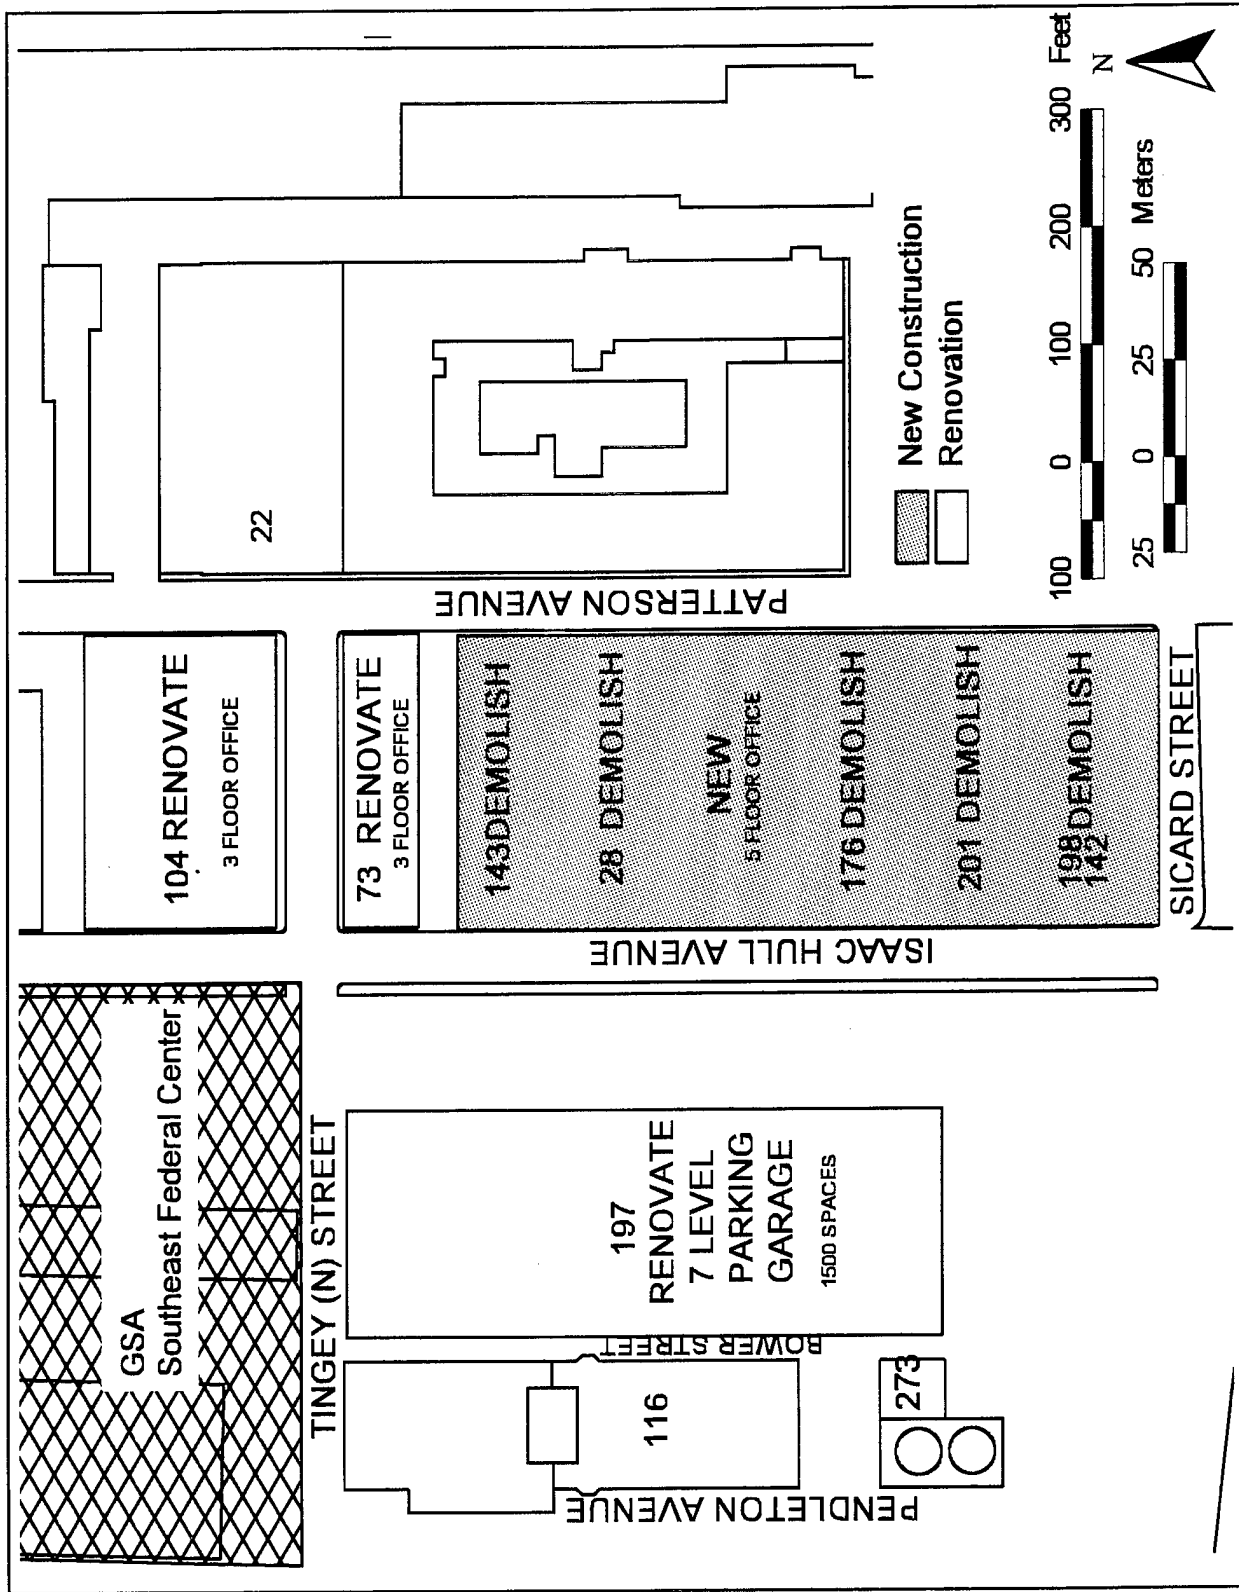 GSA
Southeast Federal Center
TINGEY (N) STREET
104 RENOVATE
3 FLOOR OFFICE
73 RENOVATE
3 FLOOR OFFICE
143 DEMOLISH
28 DEMOLISH
NEW
5 FLOOR OFFICE
176 DEMOLISH
201 DEMOLISH
198 DEMOLISH
142
SICARD STREET
ISAAC HULL AVENUE
PATTERSON AVENUE
22
197
RENOVATE
7 LEVEL
PARKING
GARAGE
1500 SPACES
BOWER STREET
116
273
PENDLETON AVENUE
New Construction
Renovation
100 0 100 200 300 Feet
25 0 25 50 Meters
N